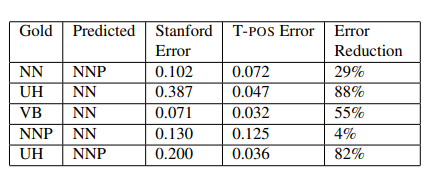 Gold Predicted Stanford Error T-POS Error Error Reduction
NN NNP 0.102 0.072 29%
UH NN 0.387 0.047 88%
VB NN 0.071 0.032 55%
NNP NN 0.130 0.125 4%
UH NNP 0.200 0.036 82%